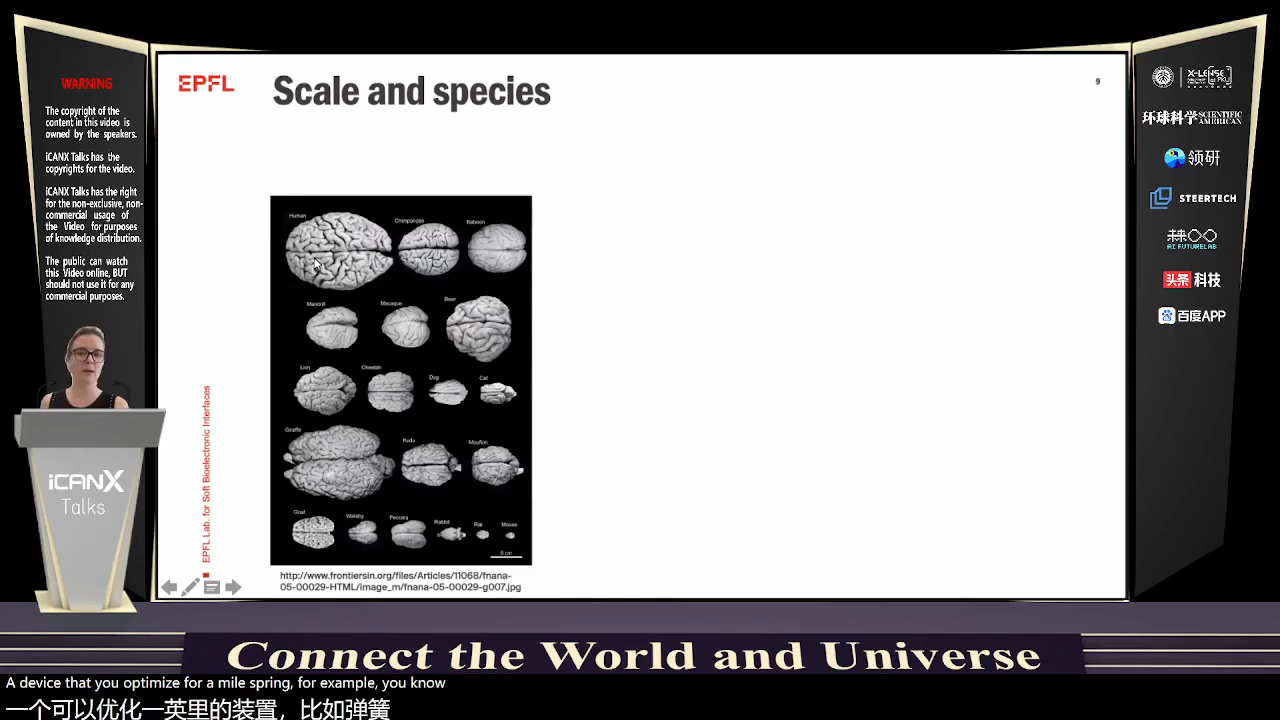 WARNING
The copyright of the
content in this video is
owned by the speakers.
iCANX Talks has the
copyrights for the video.
iCANX Talks has the right
for the non-exclusive, non-
commercial usage of
the Video for purposes
of knowledge distribution.
The public can watch
this Video online, BUT
should not use it for any
commercial purposes.
iCANX
Talks
EPFL
Scale and species
9
EPFL Lab. for Soft Bioelectronic Interfaces
Human
Chimpanzee
Baboon
Mandrill
Macaque
Bear
Lion
Cheetah
Dog
Cat
Giraffe
Kudu
Mouflon
Goat
Wallaby
Peccary
Rabbit
Rat
Mouse
5 cm
http://www.frontiersin.org/files/Articles/11068/fnana-
05-00029-HTML/image_m/fnana-05-00029-g007.jpg
环球科学 SCIENTIFIC AMERICAN
领研
STEERTECH
AI FUTURELAB
头条科技
百度APP
Connect the World and Universe
A device that you optimize for a mile spring, for example, you know
一个可以优化一英里的装置，比如弹簧